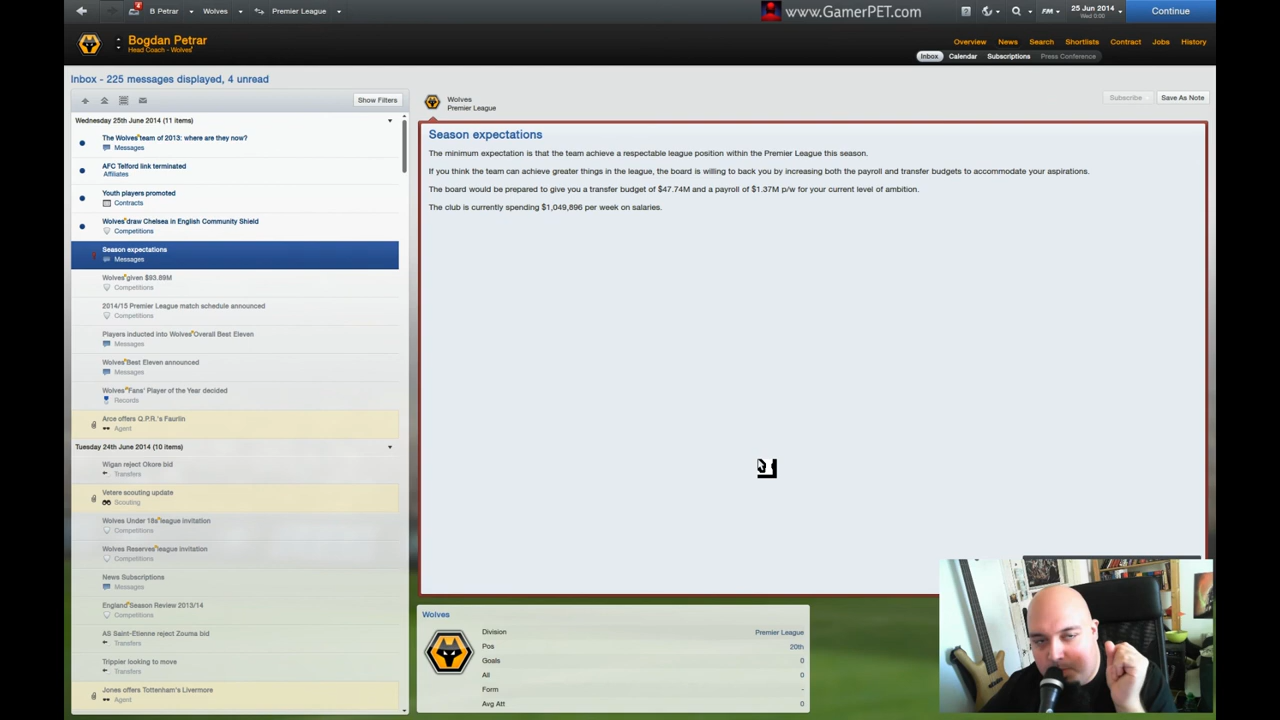 B Petrar
Wolves
Premier League
www.GamerPET.com
FM
25 Jun 2014
Wed 0:00
Continue
Bogdan Petrar
Head Coach - Wolves
Overview
News
Search
Shortlists
Contract
Jobs
History
Inbox
Calendar
Subscriptions
Press Conference
Inbox - 225 messages displayed, 4 unread
Show Filters
Wednesday 25th June 2014 (11 items)
The Wolves team of 2013: where are they now?
Messages
AFC Telford link terminated
Affiliates
Youth players promoted
Contracts
Wolves draw Chelsea in English Community Shield
Competitions
Season expectations
Messages
Wolves given $93.89M
Competitions
2014/15 Premier League match schedule announced
Competitions
Players inducted into Wolves Overall Best Eleven
Messages
Wolves Best Eleven announced
Messages
Wolves Fans' Player of the Year decided
Records
Arce offers Q.P.R.'s Faurlin
Agent
Tuesday 24th June 2014 (10 items)
Wigan reject Okore bid
Transfers
Vetere scouting update
Scouting
Wolves Under 18s league invitation
Competitions
Wolves Reserves league invitation
Competitions
News Subscriptions
Messages
England Season Review 2013/14
Competitions
AS Saint-Etienne reject Zouma bid
Transfers
Trippier looking to move
Transfers
Jones offers Tottenham's Livermore
Agent
Wolves
Premier League
Subscribe
Save As Note
Season expectations
The minimum expectation is that the team achieve a respectable league position within the Premier League this season.
If you think the team can achieve greater things in the league, the board is willing to back you by increasing both the payroll and transfer budgets to accommodate your aspirations.
The board would be prepared to give you a transfer budget of $47.74M and a payroll of $1.37M p/w for your current level of ambition.
The club is currently spending $1,049,896 per week on salaries.
Wolves
Division Premier League
Pos 20th
Goals 0
All 0
Form -
Avg Att 0